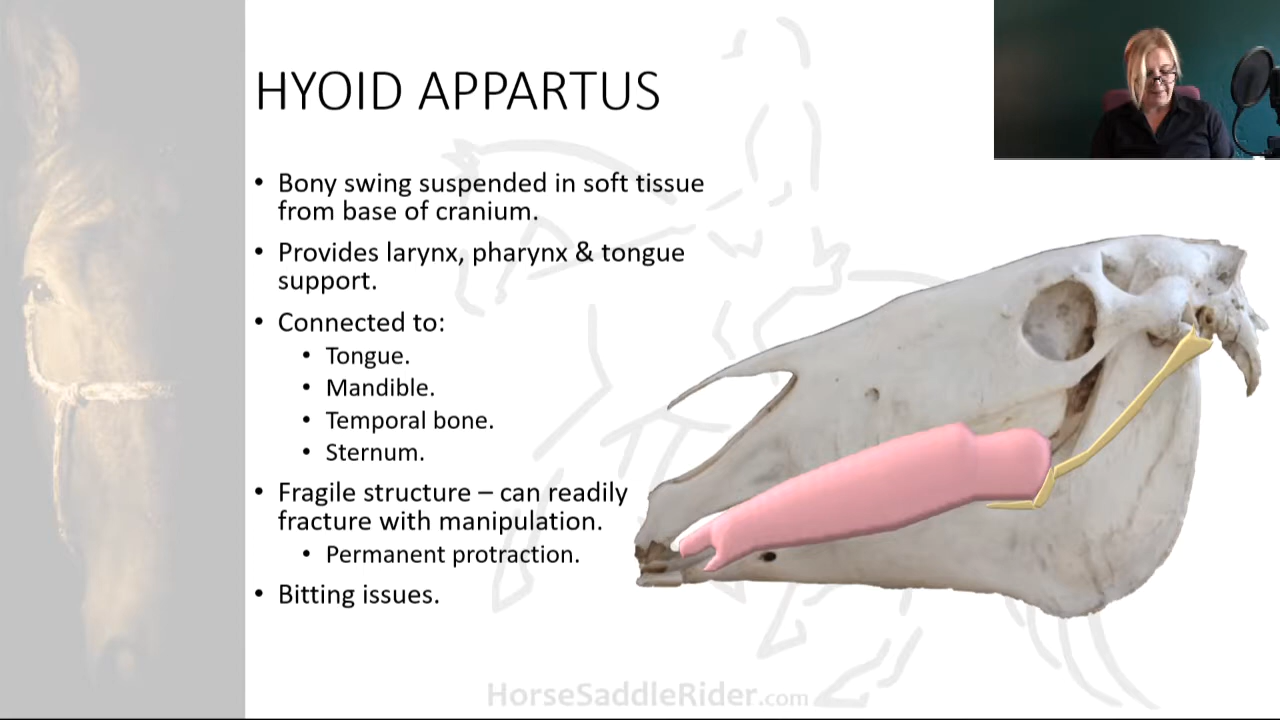 HYOID APPARTUS
• Bony swing suspended in soft tissue
from base of cranium.
• Provides larynx, pharynx & tongue
support.
• Connected to:
• Tongue.
• Mandible.
• Temporal bone.
• Sternum.
• Fragile structure – can readily
fracture with manipulation.
• Permanent protraction.
• Bitting issues.
HorseSaddleRider.com